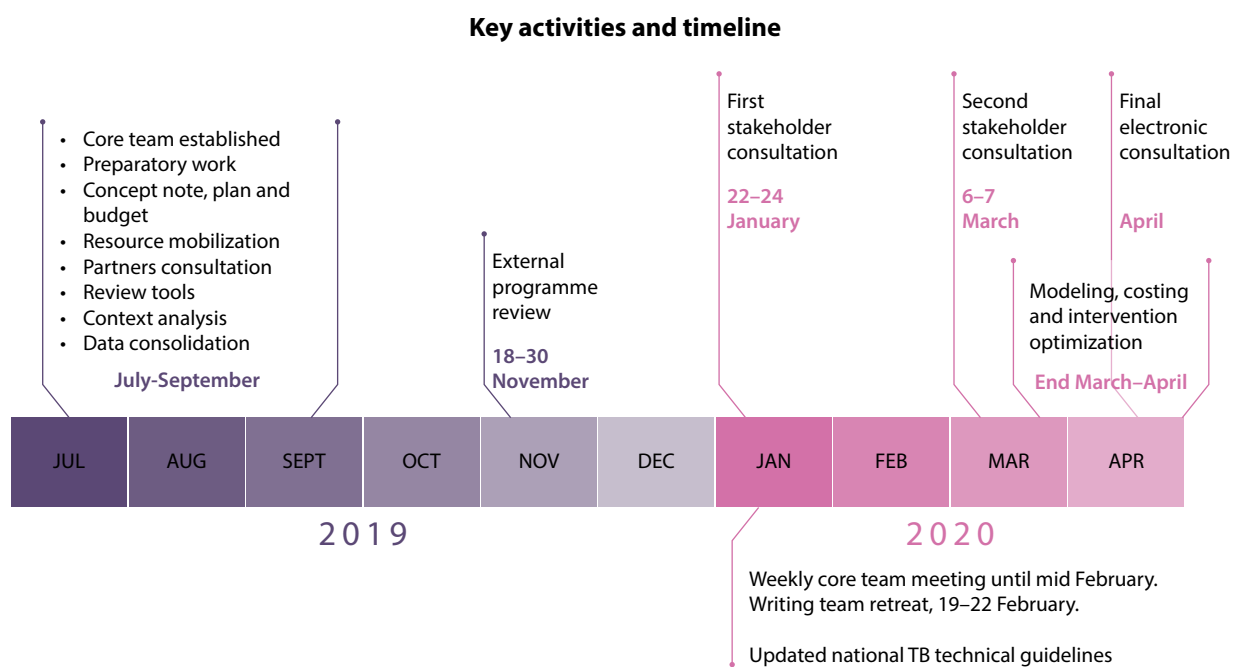 Key activities and timeline
• Core team established
• Preparatory work
• Concept note, plan and
budget
• Resource mobilization
• Partners consultation
• Review tools
• Context analysis
• Data consolidation
July-September
External
programme
review
18–30
November
First
stakeholder
consultation
22–24
January
Second
stakeholder
consultation
6–7
March
Final
electronic
consultation
April
Modeling, costing
and intervention
optimization
End March–April
JUL
AUG
SEPT
OCT
NOV
DEC
JAN
FEB
MAR
APR
2019
2020
Weekly core team meeting until mid February.
Writing team retreat, 19–22 February.
Updated national TB technical guidelines